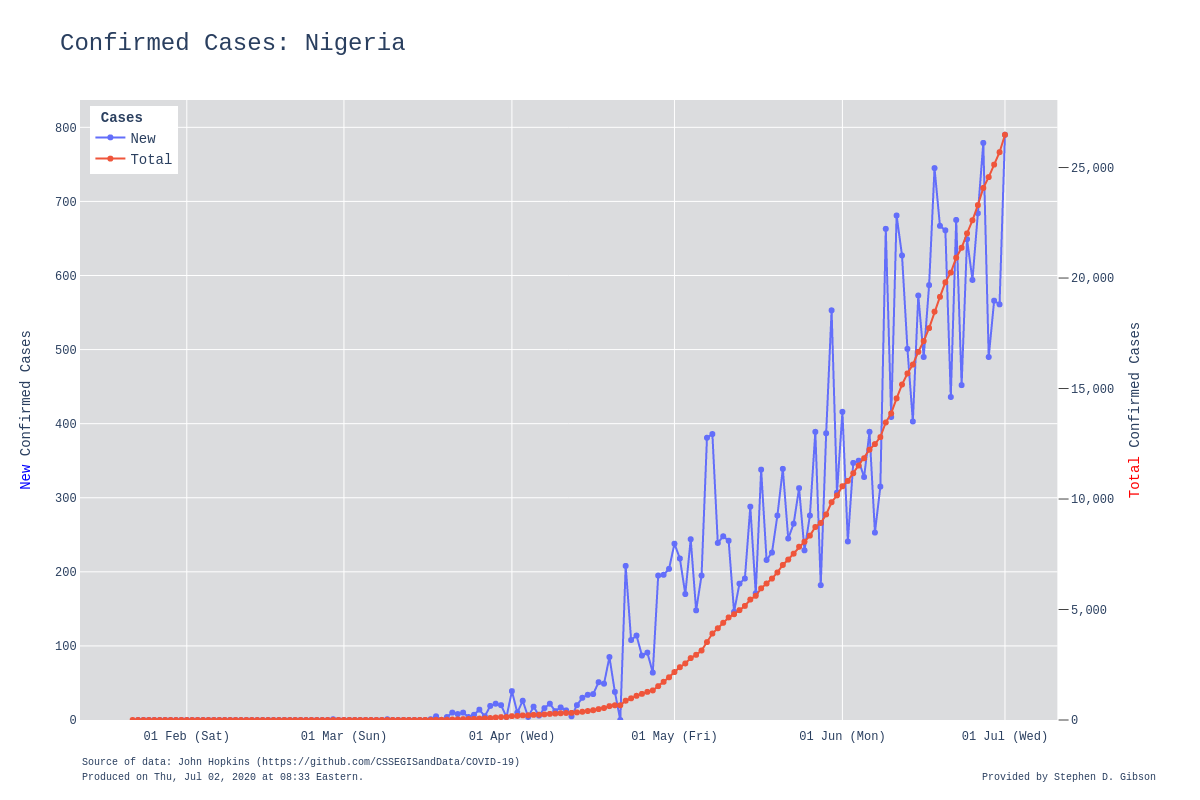 Confirmed Cases: Nigeria
Cases
New
Total
800
700
600
500
400
300
200
100
0
25,000
20,000
15,000
10,000
5,000
0
New Confirmed Cases
Total Confirmed Cases
01 Feb (Sat)
01 Mar (Sun)
01 Apr (Wed)
01 May (Fri)
01 Jun (Mon)
01 Jul (Wed)
Source of data: John Hopkins (https://github.com/CSSEGISandData/COVID-19)
Produced on Thu, Jul 02, 2020 at 08:33 Eastern.
Provided by Stephen D. Gibson